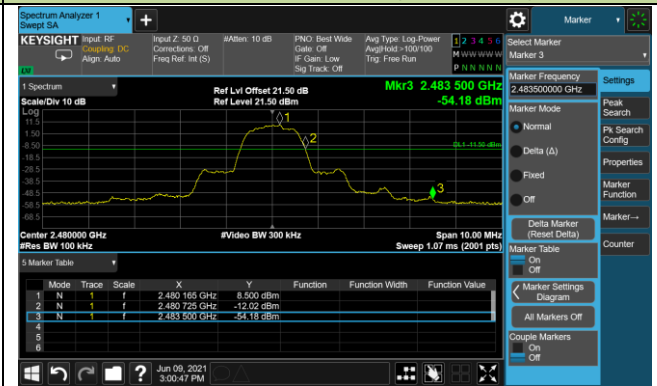 Spectrum Analyzer 1
Swept SA
+
Marker
KEYSIGHT
Input: RF
Coupling: DC
Align: Auto
Input Z: 50 Ω
Corrections: Off
Freq Ref: Int (S)
#Atten: 10 dB
PNO: Best Wide
Gate: Off
IF Gain: Low
Sig Track: Off
Avg Type: Log-Power
Avg|Hold:>100/100
Trig: Free Run
1 2 3 4 5 6
M W W W W W
P N N N N N
LXI
Select Marker
Marker 3
1 Spectrum
Scale/Div 10 dB
Log
Ref Lvl Offset 21.50 dB
Ref Level 21.50 dBm
Mkr3 2.483 500 GHz
-54.18 dBm
11.5
1.50
-8.50
-18.5
-28.5
-38.5
-48.5
-58.5
-68.5
1
2
3
DL1 -11.50 dBm
Center 2.480000 GHz
#Res BW 100 kHz
#Video BW 300 kHz
Span 10.00 MHz
Sweep 1.07 ms (2001 pts)
Marker Frequency
2.483500000 GHz
Marker Mode
Normal
Delta (Δ)
Fixed
Off
Delta Marker
(Reset Delta)
Marker Table
On
Off
Marker Settings
Diagram
All Markers Off
Couple Markers
On
Off
Settings
Peak
Search
Pk Search
Config
Properties
Marker
Function
Marker→
Counter
5 Marker Table
Mode Trace Scale X Y Function Function Width Function Value
1 N 1 f 2.480 165 GHz 8.500 dBm
2 N 1 f 2.480 725 GHz -12.02 dBm
3 N 1 f 2.483 500 GHz -54.18 dBm
4
5
6
?
Jun 09, 2021
3:00:47 PM